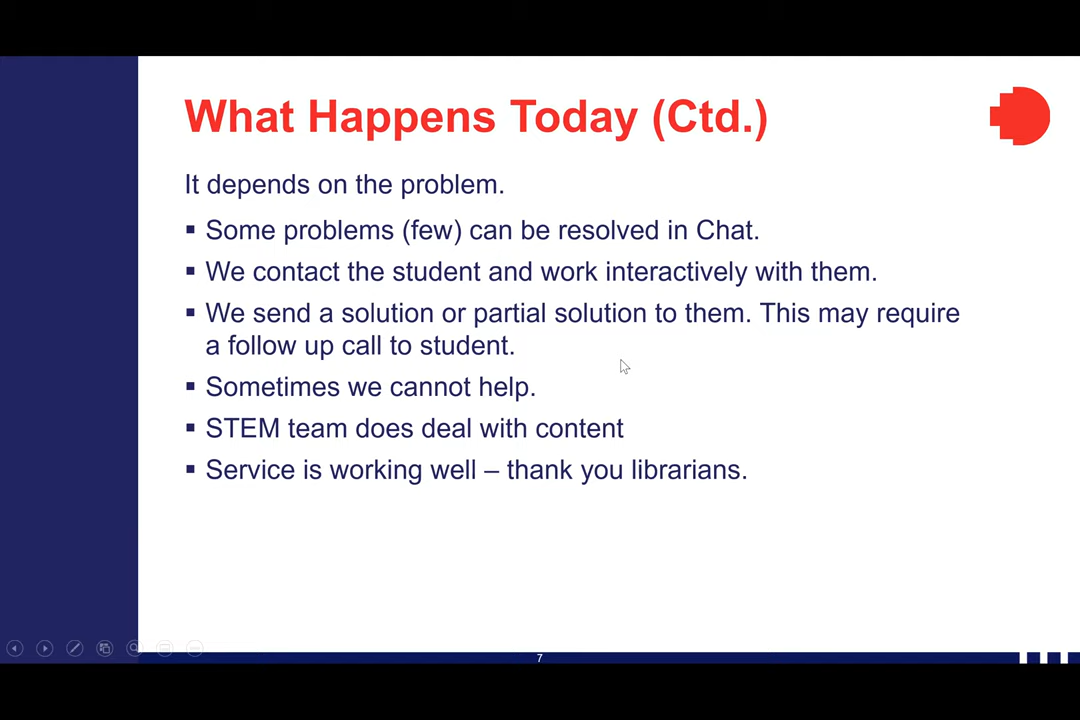 What Happens Today (Ctd.)
It depends on the problem.
▪ Some problems (few) can be resolved in Chat.
▪ We contact the student and work interactively with them.
▪ We send a solution or partial solution to them. This may require
a follow up call to student.
▪ Sometimes we cannot help.
▪ STEM team does deal with content
▪ Service is working well – thank you librarians.
7